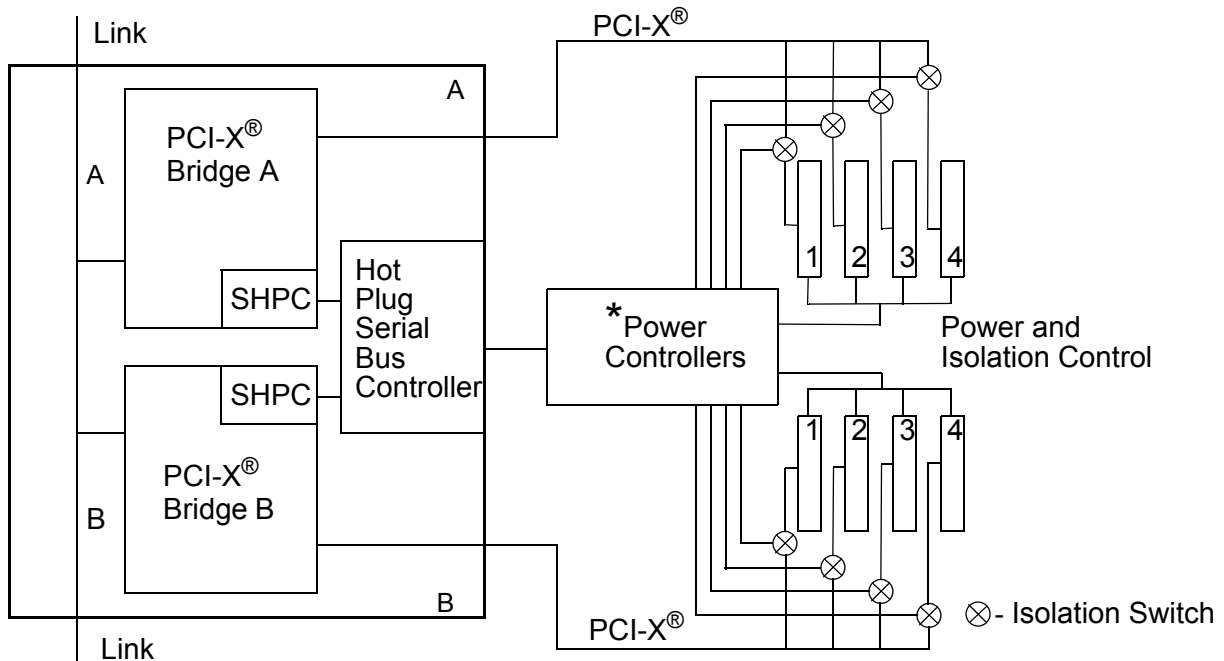 Link
PCI-X®
A
PCI-X®
Bridge A
A
SHPC
Hot
Plug
Serial
Bus
Controller
*Power
Controllers
1 2 3 4
Power and
Isolation Control
SHPC
1 2 3 4
PCI-X®
Bridge B
B
B
PCI-X®
⊗- Isolation Switch
Link